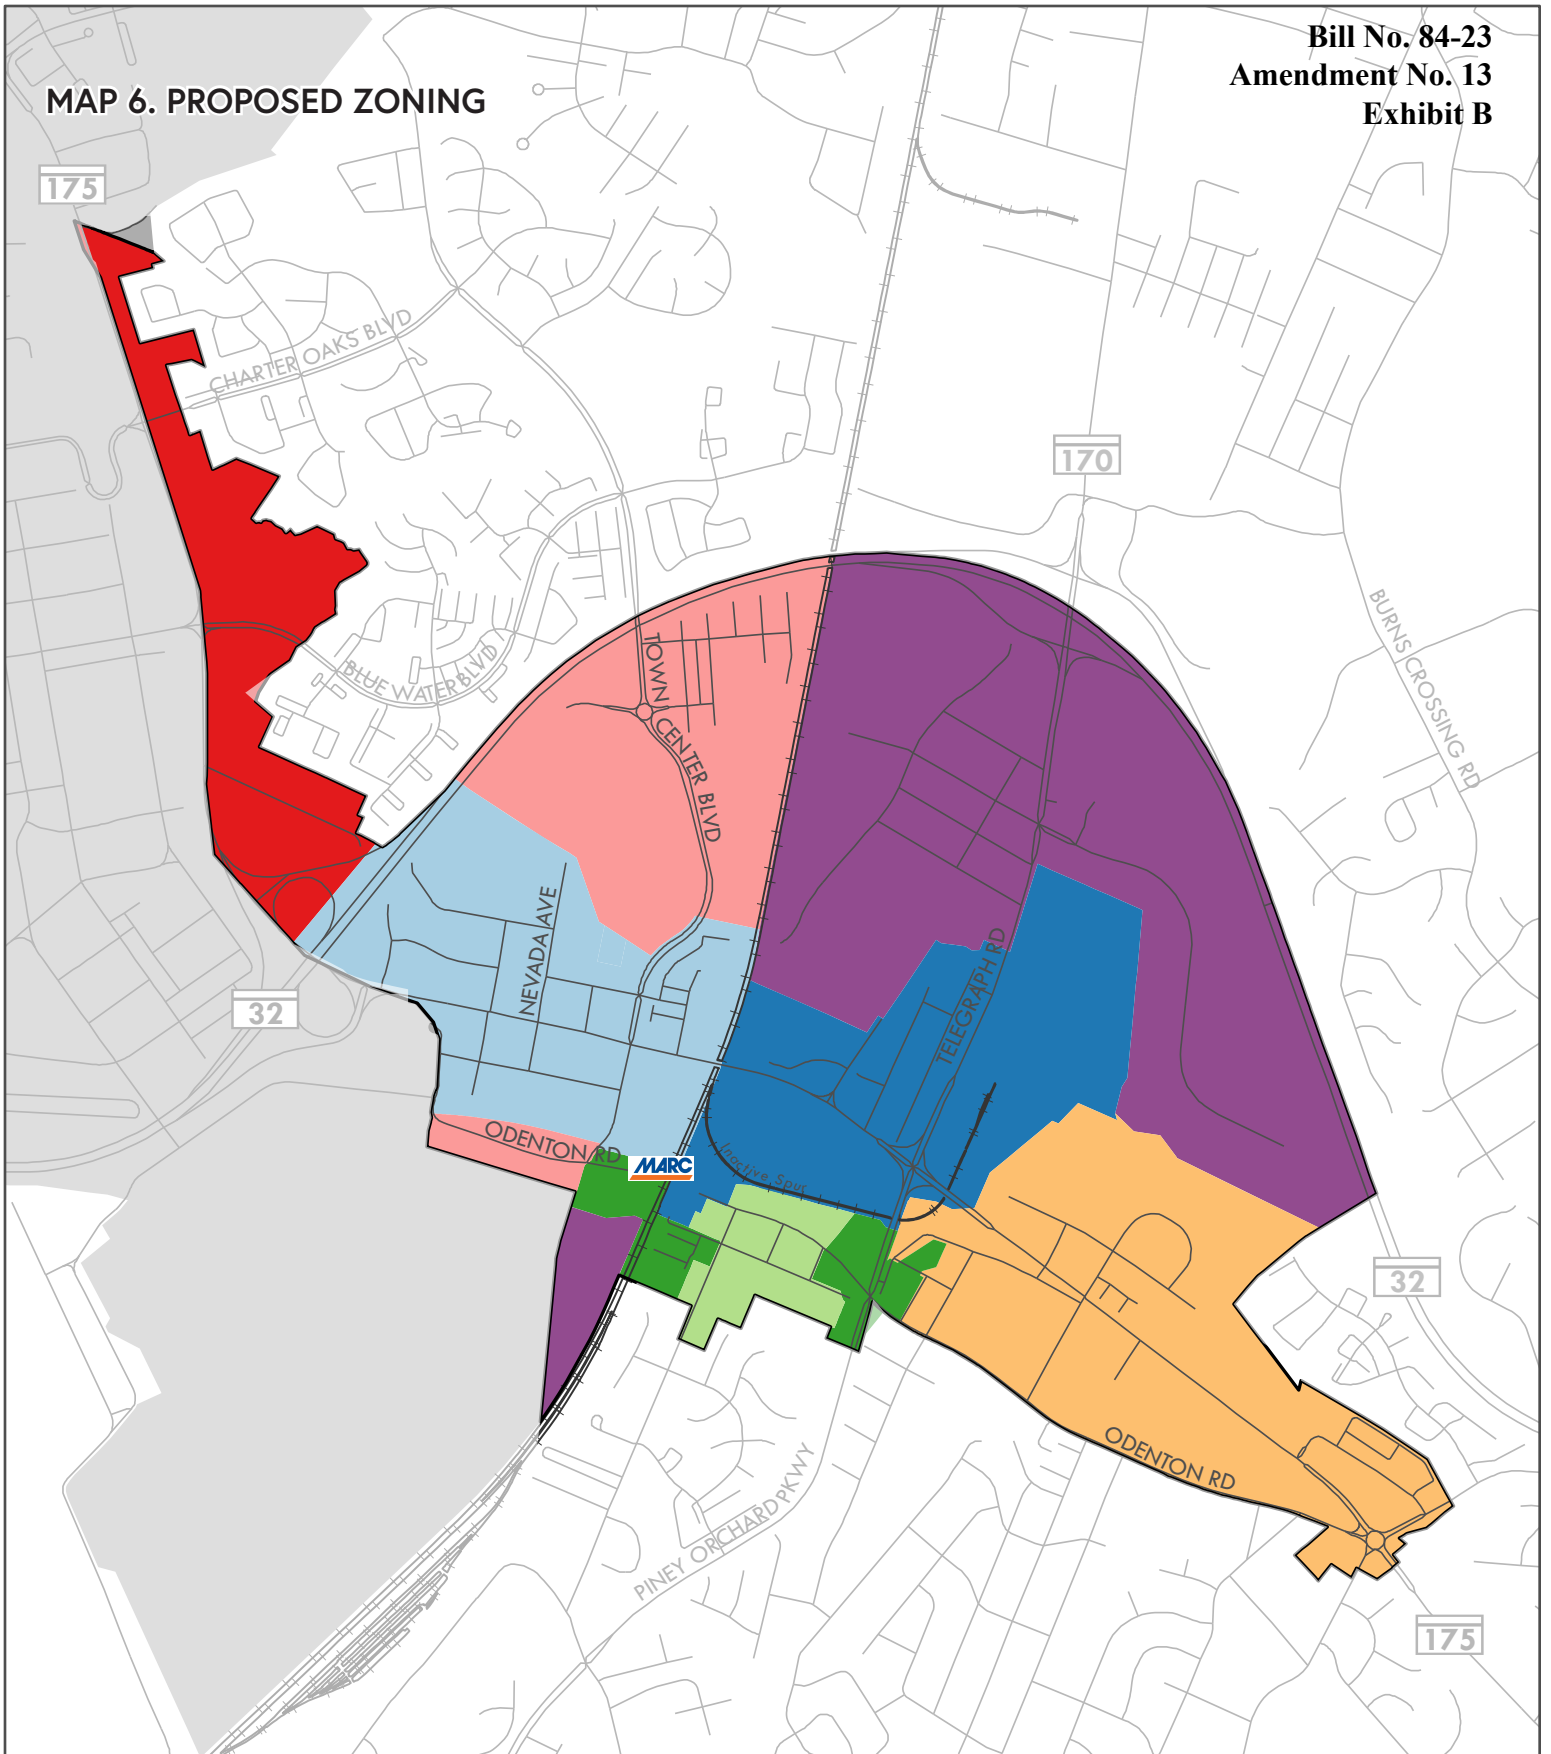 Bill No. 84-23
Amendment No. 13
Exhibit B
MAP 6. PROPOSED ZONING
175
CHARTER OAKS BLVD
170
BURNS CROSSING RD
TOWN CENTER BLVD
BLUE WATER BLVD
NEVADA AVE
TELEGRAPH RD
32
ODENTON RD
MARC
Inactive Spur
32
ODENTON RD
PINEY ORCHARD PKWY
175